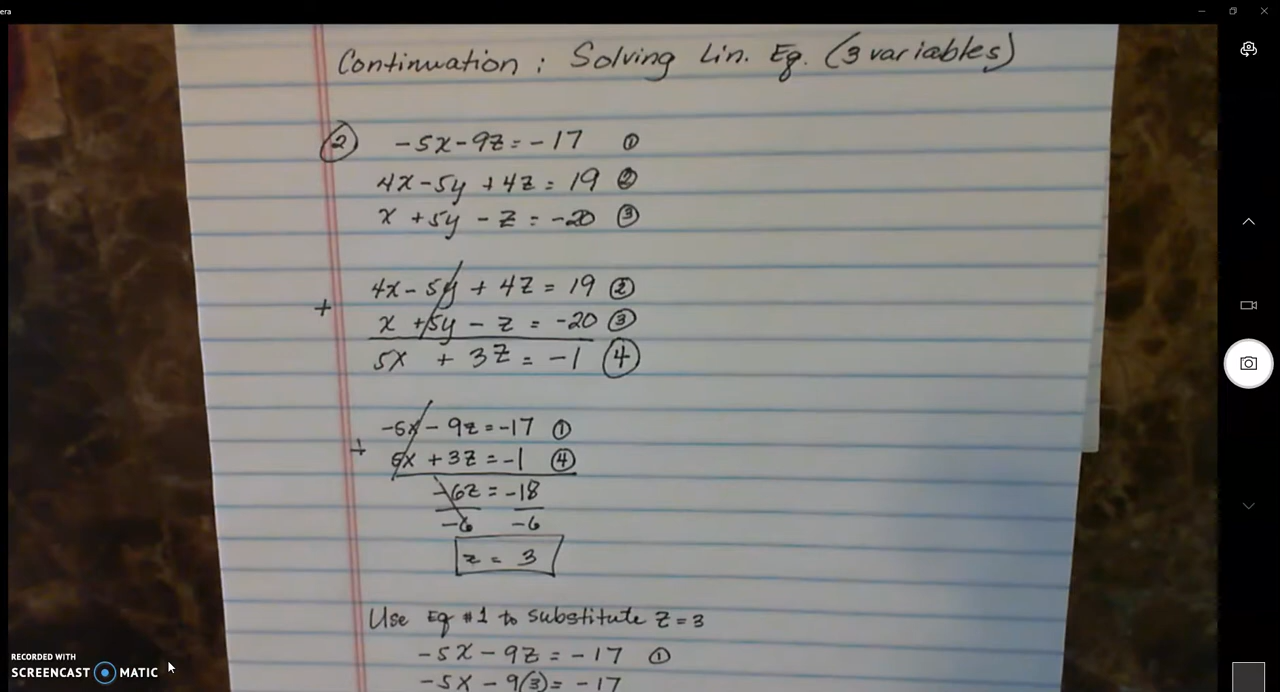 era
Continuation : Solving Lin. Eq. (3 variables)
② -5x - 9z = -17 ①
4x - 5y + 4z = 19 ②
x + 5y - z = -20 ③
4x - 5y + 4z = 19 ②
+ x + 5y - z = -20 ③
5x + 3z = -1 ④
-5x - 9z = -17 ①
+ 5x + 3z = -1 ④
-6z = -18
-6 -6
z = 3
Use Eq #1 to substitute z = 3
-5x - 9z = -17 ①
-5x - 9(3) = -17
RECORDED WITH
SCREENCAST MATIC